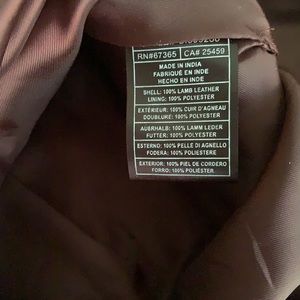 RN#67365 CA# 25459
MADE IN INDIA
FABRIQUÉ EN INDE
HECHO EN INDE
SHELL: 100% LAMB LEATHER
LINING: 100% POLYESTER
EXTÉRIEUR: 100% CUIR D'AGNEAU
DOUBLURE: 100% POLYESTER
AUßERHALB: 100% LAMM LEDER
FUTTER: 100% POLYESTER
ESTERNO: 100% PELLE DI AGNELLO
FODERA: 100% POLIESTERE
EXTERIOR: 100% PIEL DE CORDERO
FORRO: 100% POLIÉSTER